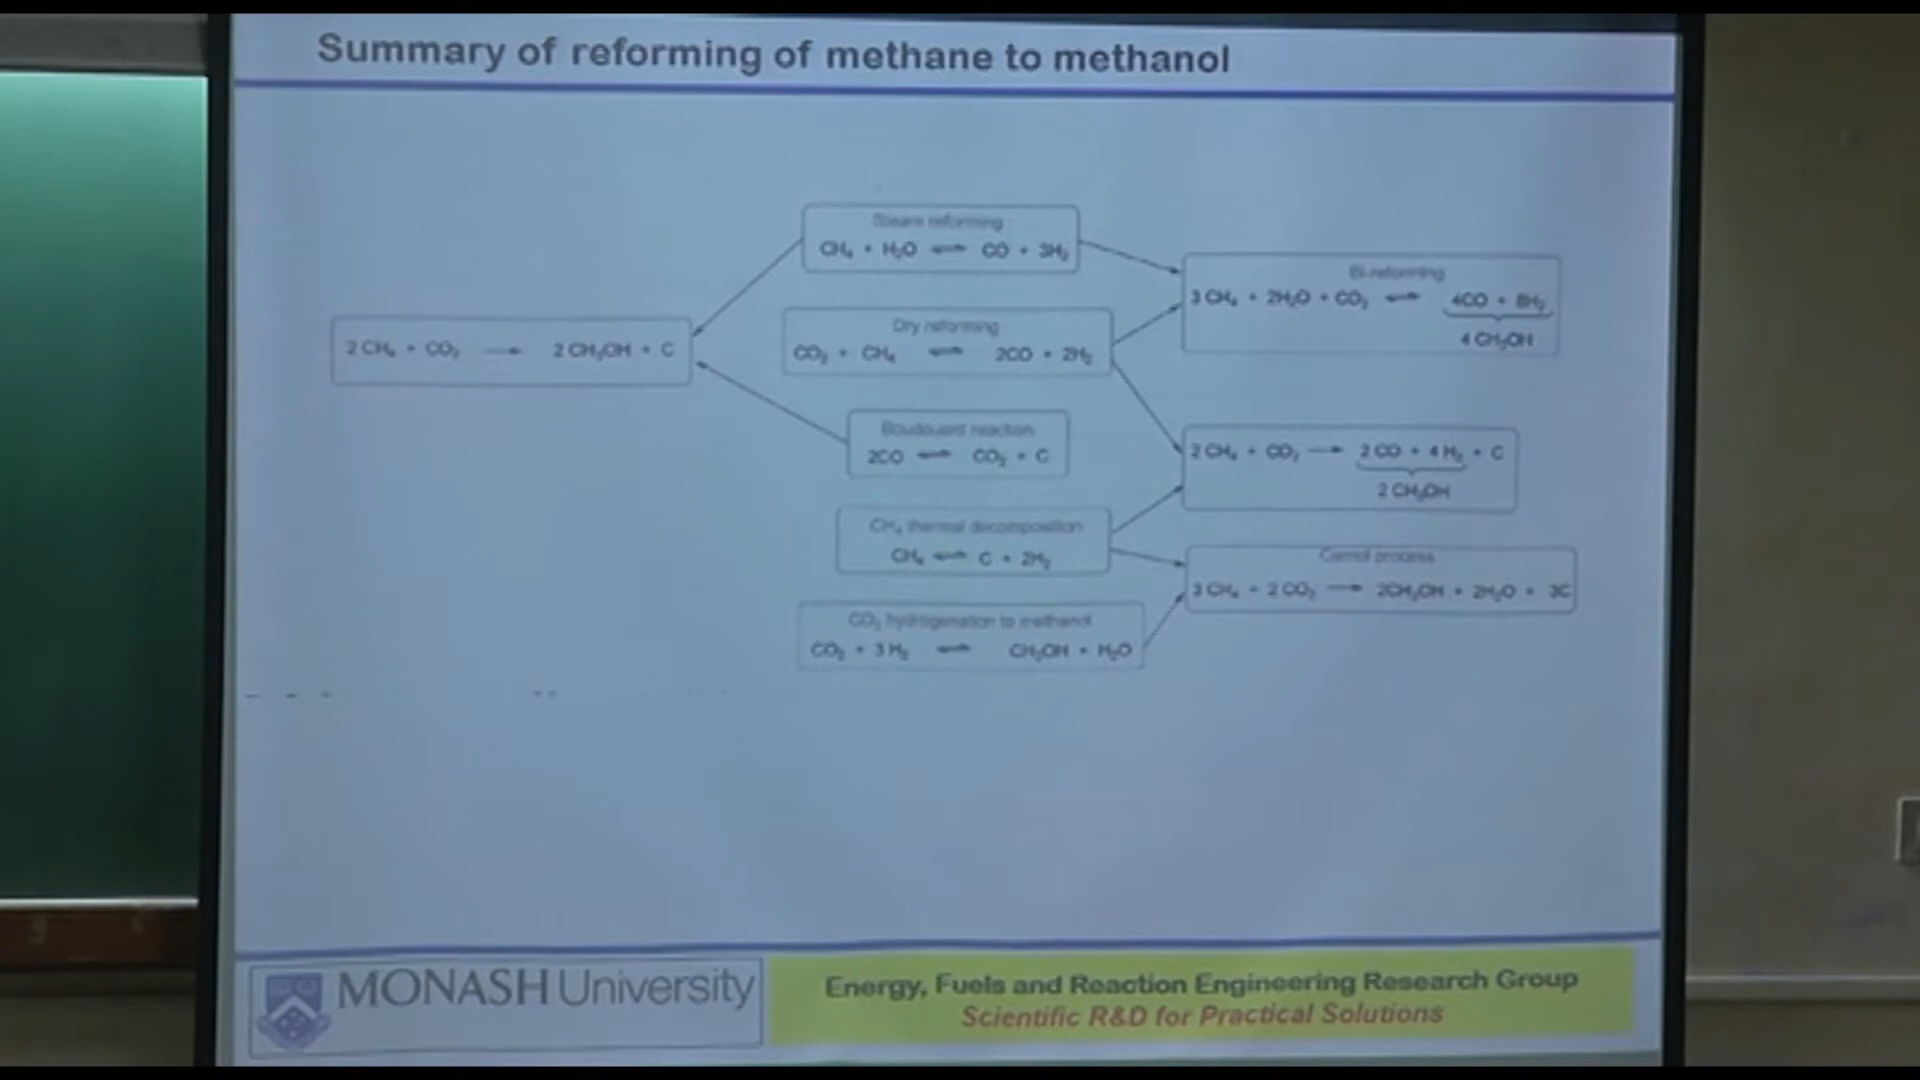 Summary of reforming of methane to methanol
Steam reforming
CH₄ + H₂O ⇌ CO + 3H₂
Bi-reforming
3 CH₄ + 2H₂O + CO₂ ⇌ 4CO + 8H₂
4 CH₃OH
Dry reforming
CO₂ + CH₄ ⇌ 2CO + 2H₂
2 CH₄ + CO₂ → 2 CH₃OH + C
Boudouard reaction
2CO ⇌ CO₂ + C
2 CH₄ + CO₂ → 2 CO + 4 H₂ + C
2 CH₃OH
CH₄ thermal decomposition
CH₄ ⇌ C + 2H₂
Carnol process
3 CH₄ + 2 CO₂ → 2CH₃OH + 2H₂O + 3C
CO₂ hydrogenation to methanol
CO₂ + 3 H₂ ⇌ CH₃OH + H₂O
MONASH University
Energy, Fuels and Reaction Engineering Research Group
Scientific R&D for Practical Solutions